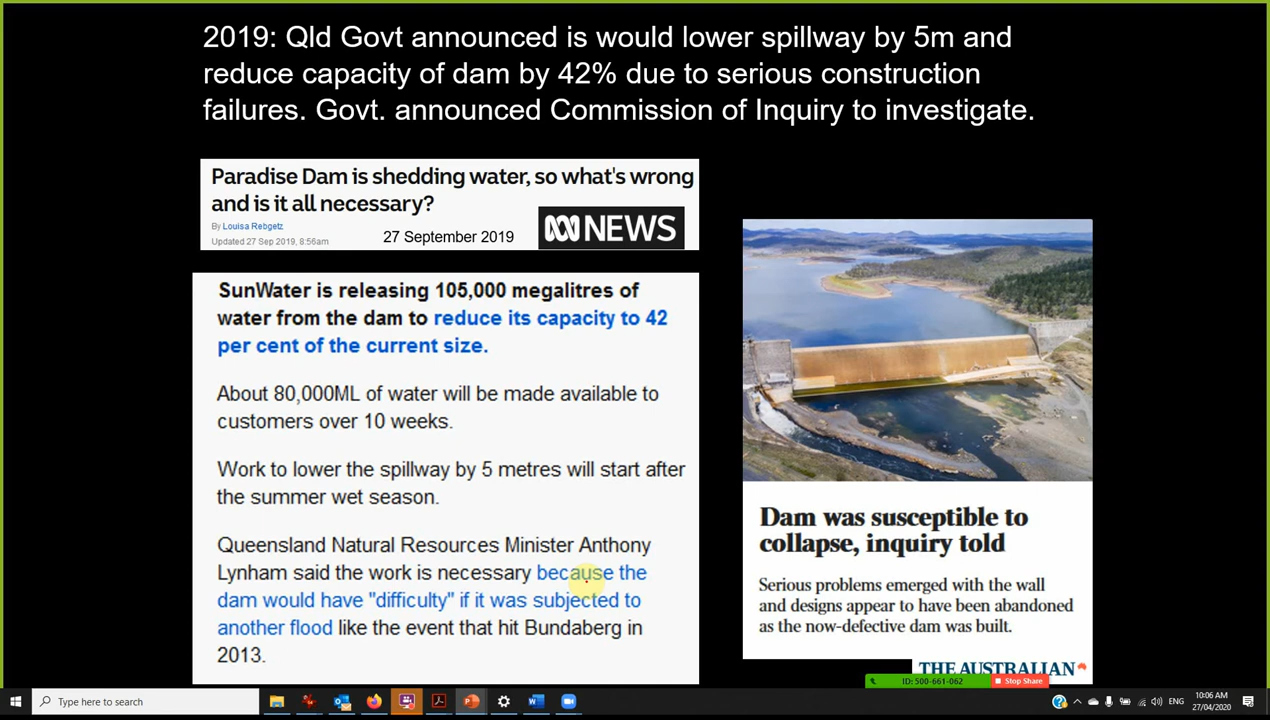 2019: Qld Govt announced is would lower spillway by 5m and
reduce capacity of dam by 42% due to serious construction
failures. Govt. announced Commission of Inquiry to investigate.
Paradise Dam is shedding water, so what's wrong
and is it all necessary?
By Louisa Rebgetz
Updated 27 Sep 2019, 8:56am
27 September 2019
NEWS
SunWater is releasing 105,000 megalitres of
water from the dam to reduce its capacity to 42
per cent of the current size.
About 80,000ML of water will be made available to
customers over 10 weeks.
Work to lower the spillway by 5 metres will start after
the summer wet season.
Queensland Natural Resources Minister Anthony
Lynham said the work is necessary because the
dam would have "difficulty" if it was subjected to
another flood like the event that hit Bundaberg in
2013.
Dam was susceptible to
collapse, inquiry told
Serious problems emerged with the wall
and designs appear to have been abandoned
as the now-defective dam was built.
THE AUSTRALIAN
ID: 500-661-062
Stop Share
Type here to search
ENG
10:06 AM
27/04/2020